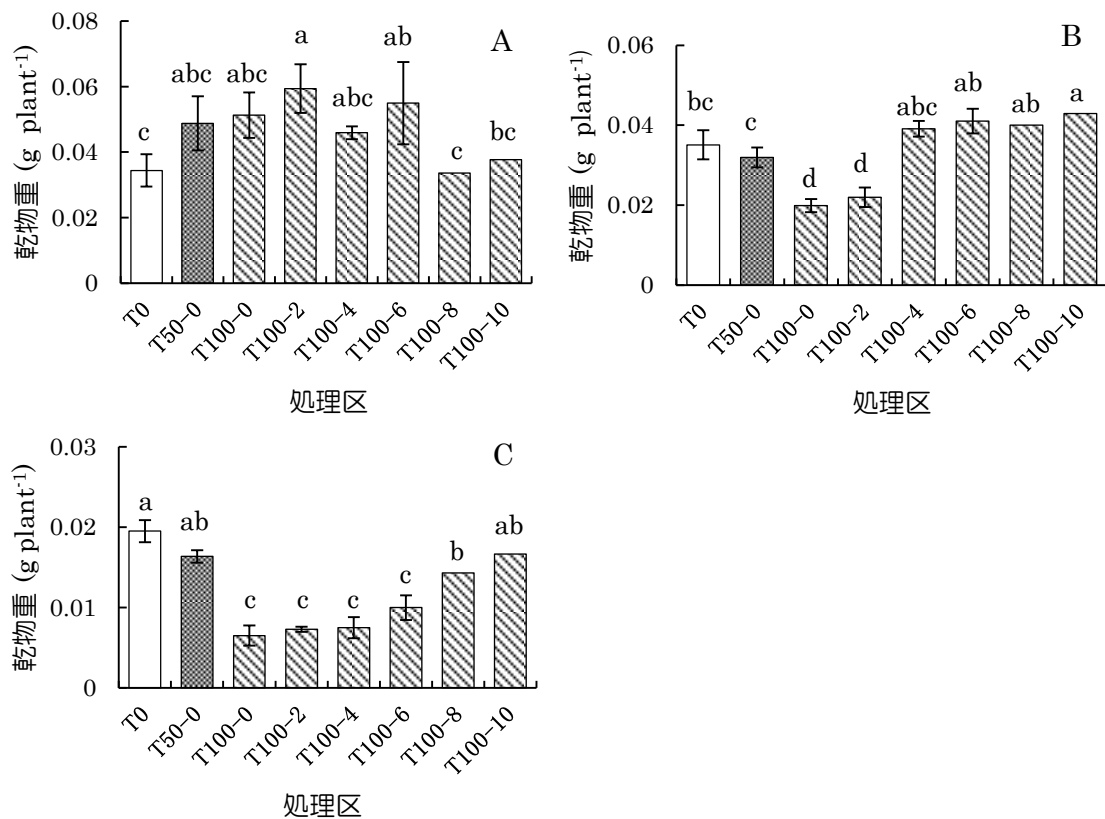 A
乾物重 (g plant⁻¹)
0.08
0.06
0.04
0.02
0
c
abc
abc
a
abc
ab
c
bc
T0
T50−0
T100−0
T100−2
T100−4
T100−6
T100−8
T100−10
処理区
B
乾物重 (g plant⁻¹)
0.06
0.04
0.02
0
bc
c
d
d
abc
ab
ab
a
T0
T50−0
T100−0
T100−2
T100−4
T100−6
T100−8
T100−10
処理区
C
乾物重 (g plant⁻¹)
0.03
0.02
0.01
0
a
ab
c
c
c
c
b
ab
T0
T50−0
T100−0
T100−2
T100−4
T100−6
T100−8
T100−10
処理区